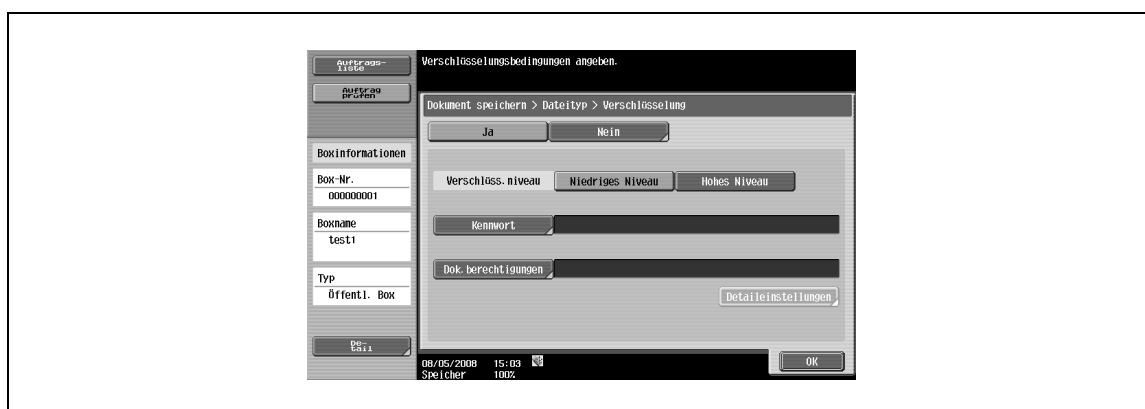 Auftrags-
liste
Auftrag
prüfen
Verschlüsselungsbedingungen angeben.
Dokument speichern > Dateityp > Verschlüsselung
Ja
Nein
Boxinformationen
Box-Nr.
000000001
Boxname
test1
Typ
Öffentl. Box
De-
tail
Verschlüss.niveau
Niedriges Niveau
Hohes Niveau
Kennwort
Dok.berechtigungen
Detaileinstellungen
08/05/2008 15:03
Speicher 100%
OK